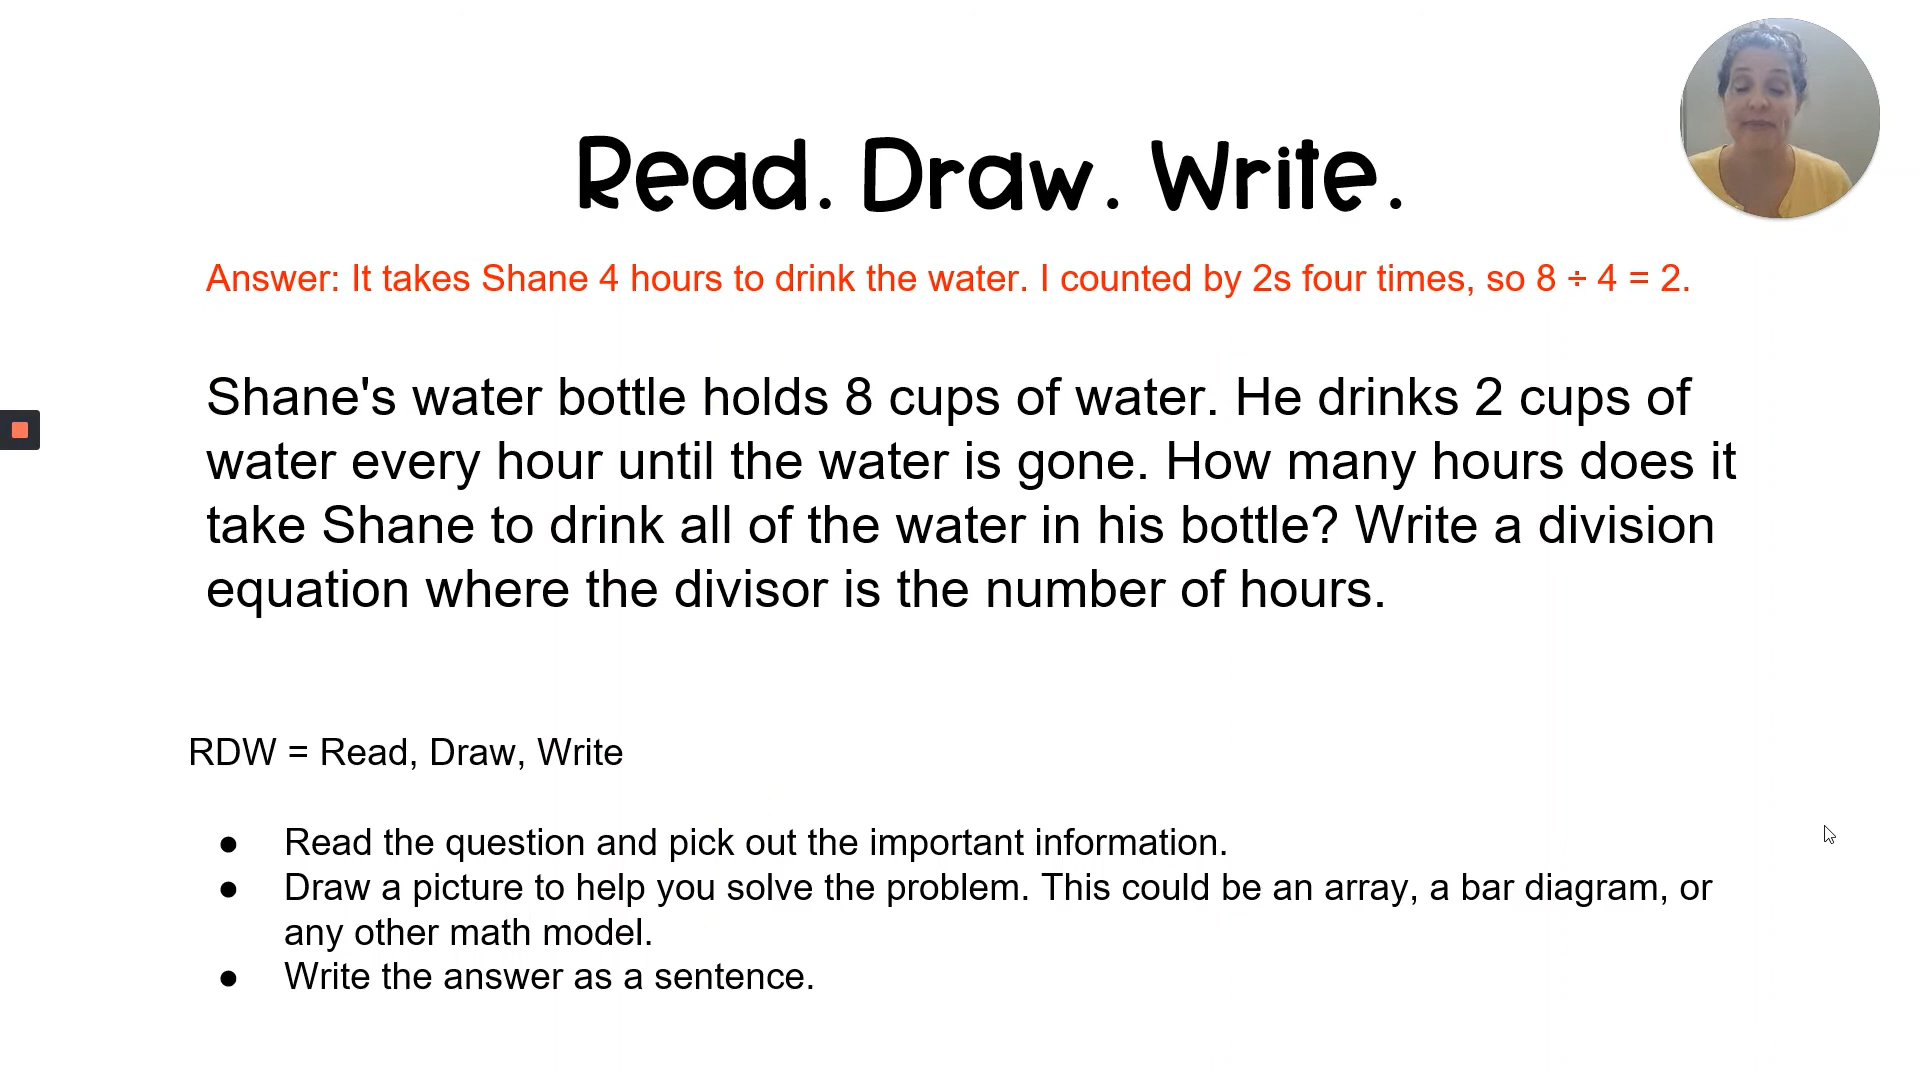 Read. Draw. Write.
Answer: It takes Shane 4 hours to drink the water. I counted by 2s four times, so 8 ÷ 4 = 2.
Shane's water bottle holds 8 cups of water. He drinks 2 cups of
water every hour until the water is gone. How many hours does it
take Shane to drink all of the water in his bottle? Write a division
equation where the divisor is the number of hours.
RDW = Read, Draw, Write
● Read the question and pick out the important information.
● Draw a picture to help you solve the problem. This could be an array, a bar diagram, or
any other math model.
● Write the answer as a sentence.